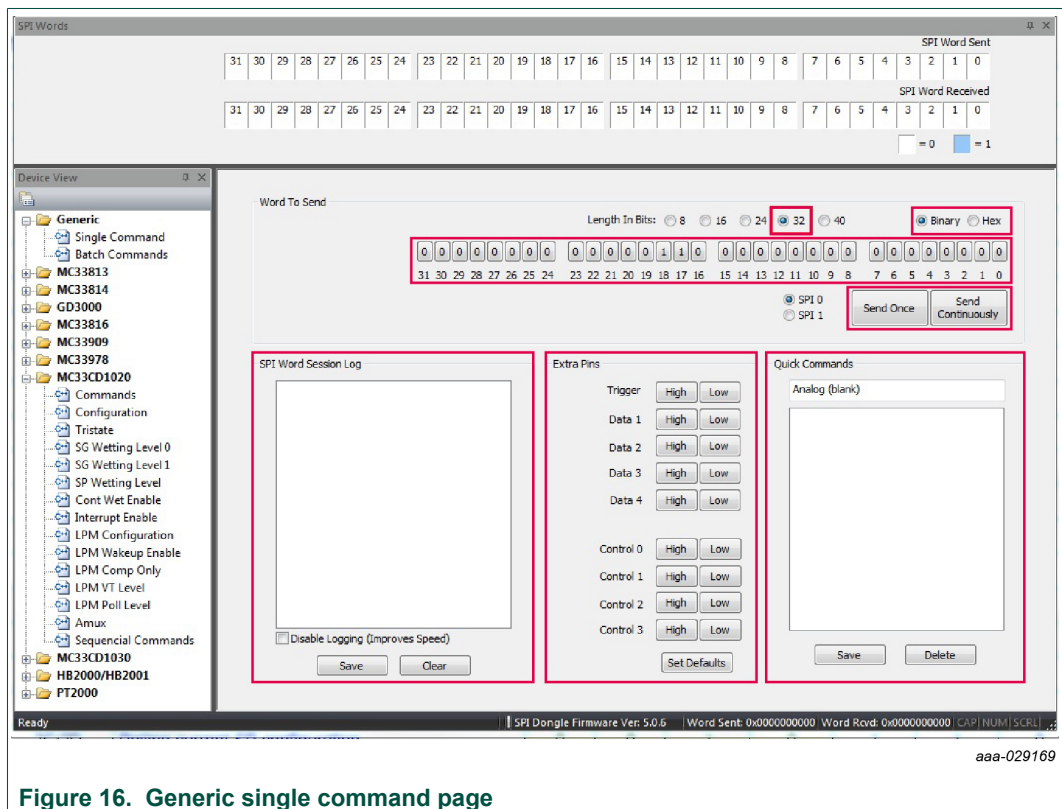 SPI Words
SPI Word Sent
31 30 29 28 27 26 25 24 23 22 21 20 19 18 17 16 15 14 13 12 11 10 9 8 7 6 5 4 3 2 1 0
SPI Word Received
31 30 29 28 27 26 25 24 23 22 21 20 19 18 17 16 15 14 13 12 11 10 9 8 7 6 5 4 3 2 1 0
= 0 = 1
Device View
Generic
Single Command
Batch Commands
MC33813
MC33814
GD3000
MC33816
MC33909
MC33978
MC33CD1020
Commands
Configuration
Tristate
SG Wetting Level 0
SG Wetting Level 1
SP Wetting Level
Cont Wet Enable
Interrupt Enable
LPM Configuration
LPM Wakeup Enable
LPM Comp Only
LPM VT Level
LPM Poll Level
Amux
Sequencial Commands
MC33CD1030
HB2000/HB2001
PT2000
Word To Send
Length In Bits: 8 16 24 32 40 Binary Hex
0 0 0 0 0 0 0 0 0 0 0 0 0 1 1 0 0 0 0 0 0 0 0 0 0 0 0 0 0 0 0 0
31 30 29 28 27 26 25 24 23 22 21 20 19 18 17 16 15 14 13 12 11 10 9 8 7 6 5 4 3 2 1 0
SPI 0
SPI 1
Send Once
Send
Continuously
SPI Word Session Log
Disable Logging (Improves Speed)
Save Clear
Extra Pins
Trigger High Low
Data 1 High Low
Data 2 High Low
Data 3 High Low
Data 4 High Low
Control 0 High Low
Control 1 High Low
Control 2 High Low
Control 3 High Low
Set Defaults
Quick Commands
Analog (blank)
Save Delete
Ready SPI Dongle Firmware Ver: 5.0.6 Word Sent: 0x0000000000 Word Rcvd: 0x0000000000 CAP NUM SCRL
aaa-029169
Figure 16. Generic single command page